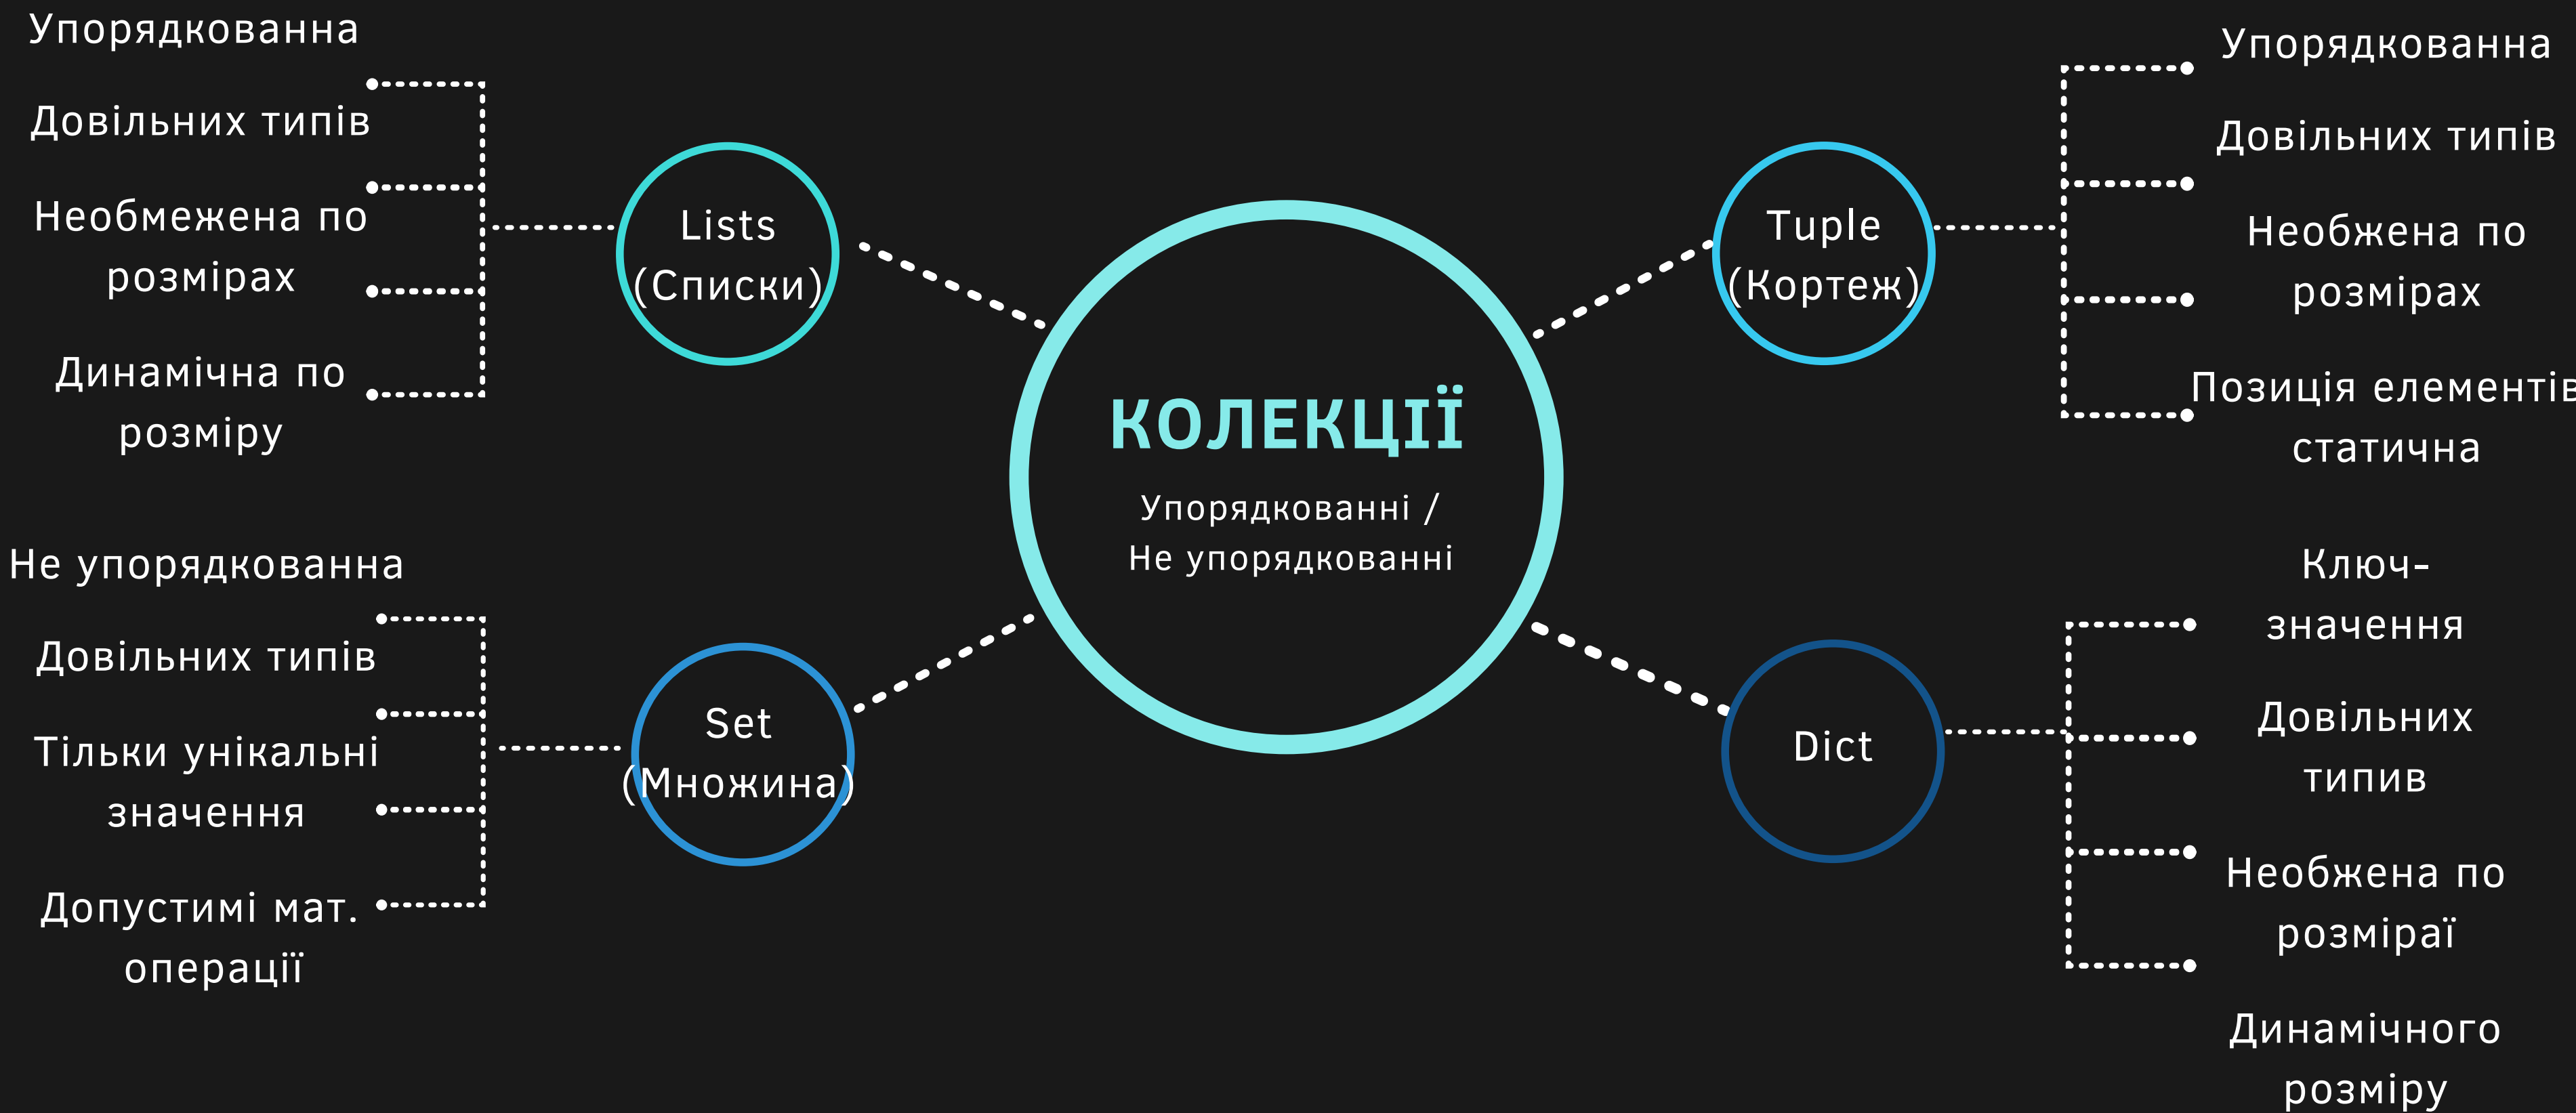 Упорядкованна
Довільних типів
Необмежена по
розмірах
Динамічна по
розміру
Lists
(Списки)
Не упорядкованна
Довільних типів
Тільки унікальні
значення
Допустимі мат.
операції
Set
(Множина)
КОЛЕКЦІЇ
Упорядкованні /
Не упорядкованні
Tuple
(Кортеж)
Упорядкованна
Довільних типів
Необжена по
розмірах
Позиція елементів
статична
Dict
Ключ-
значення
Довільних
типив
Необжена по
розміраї
Динамічного
розміру